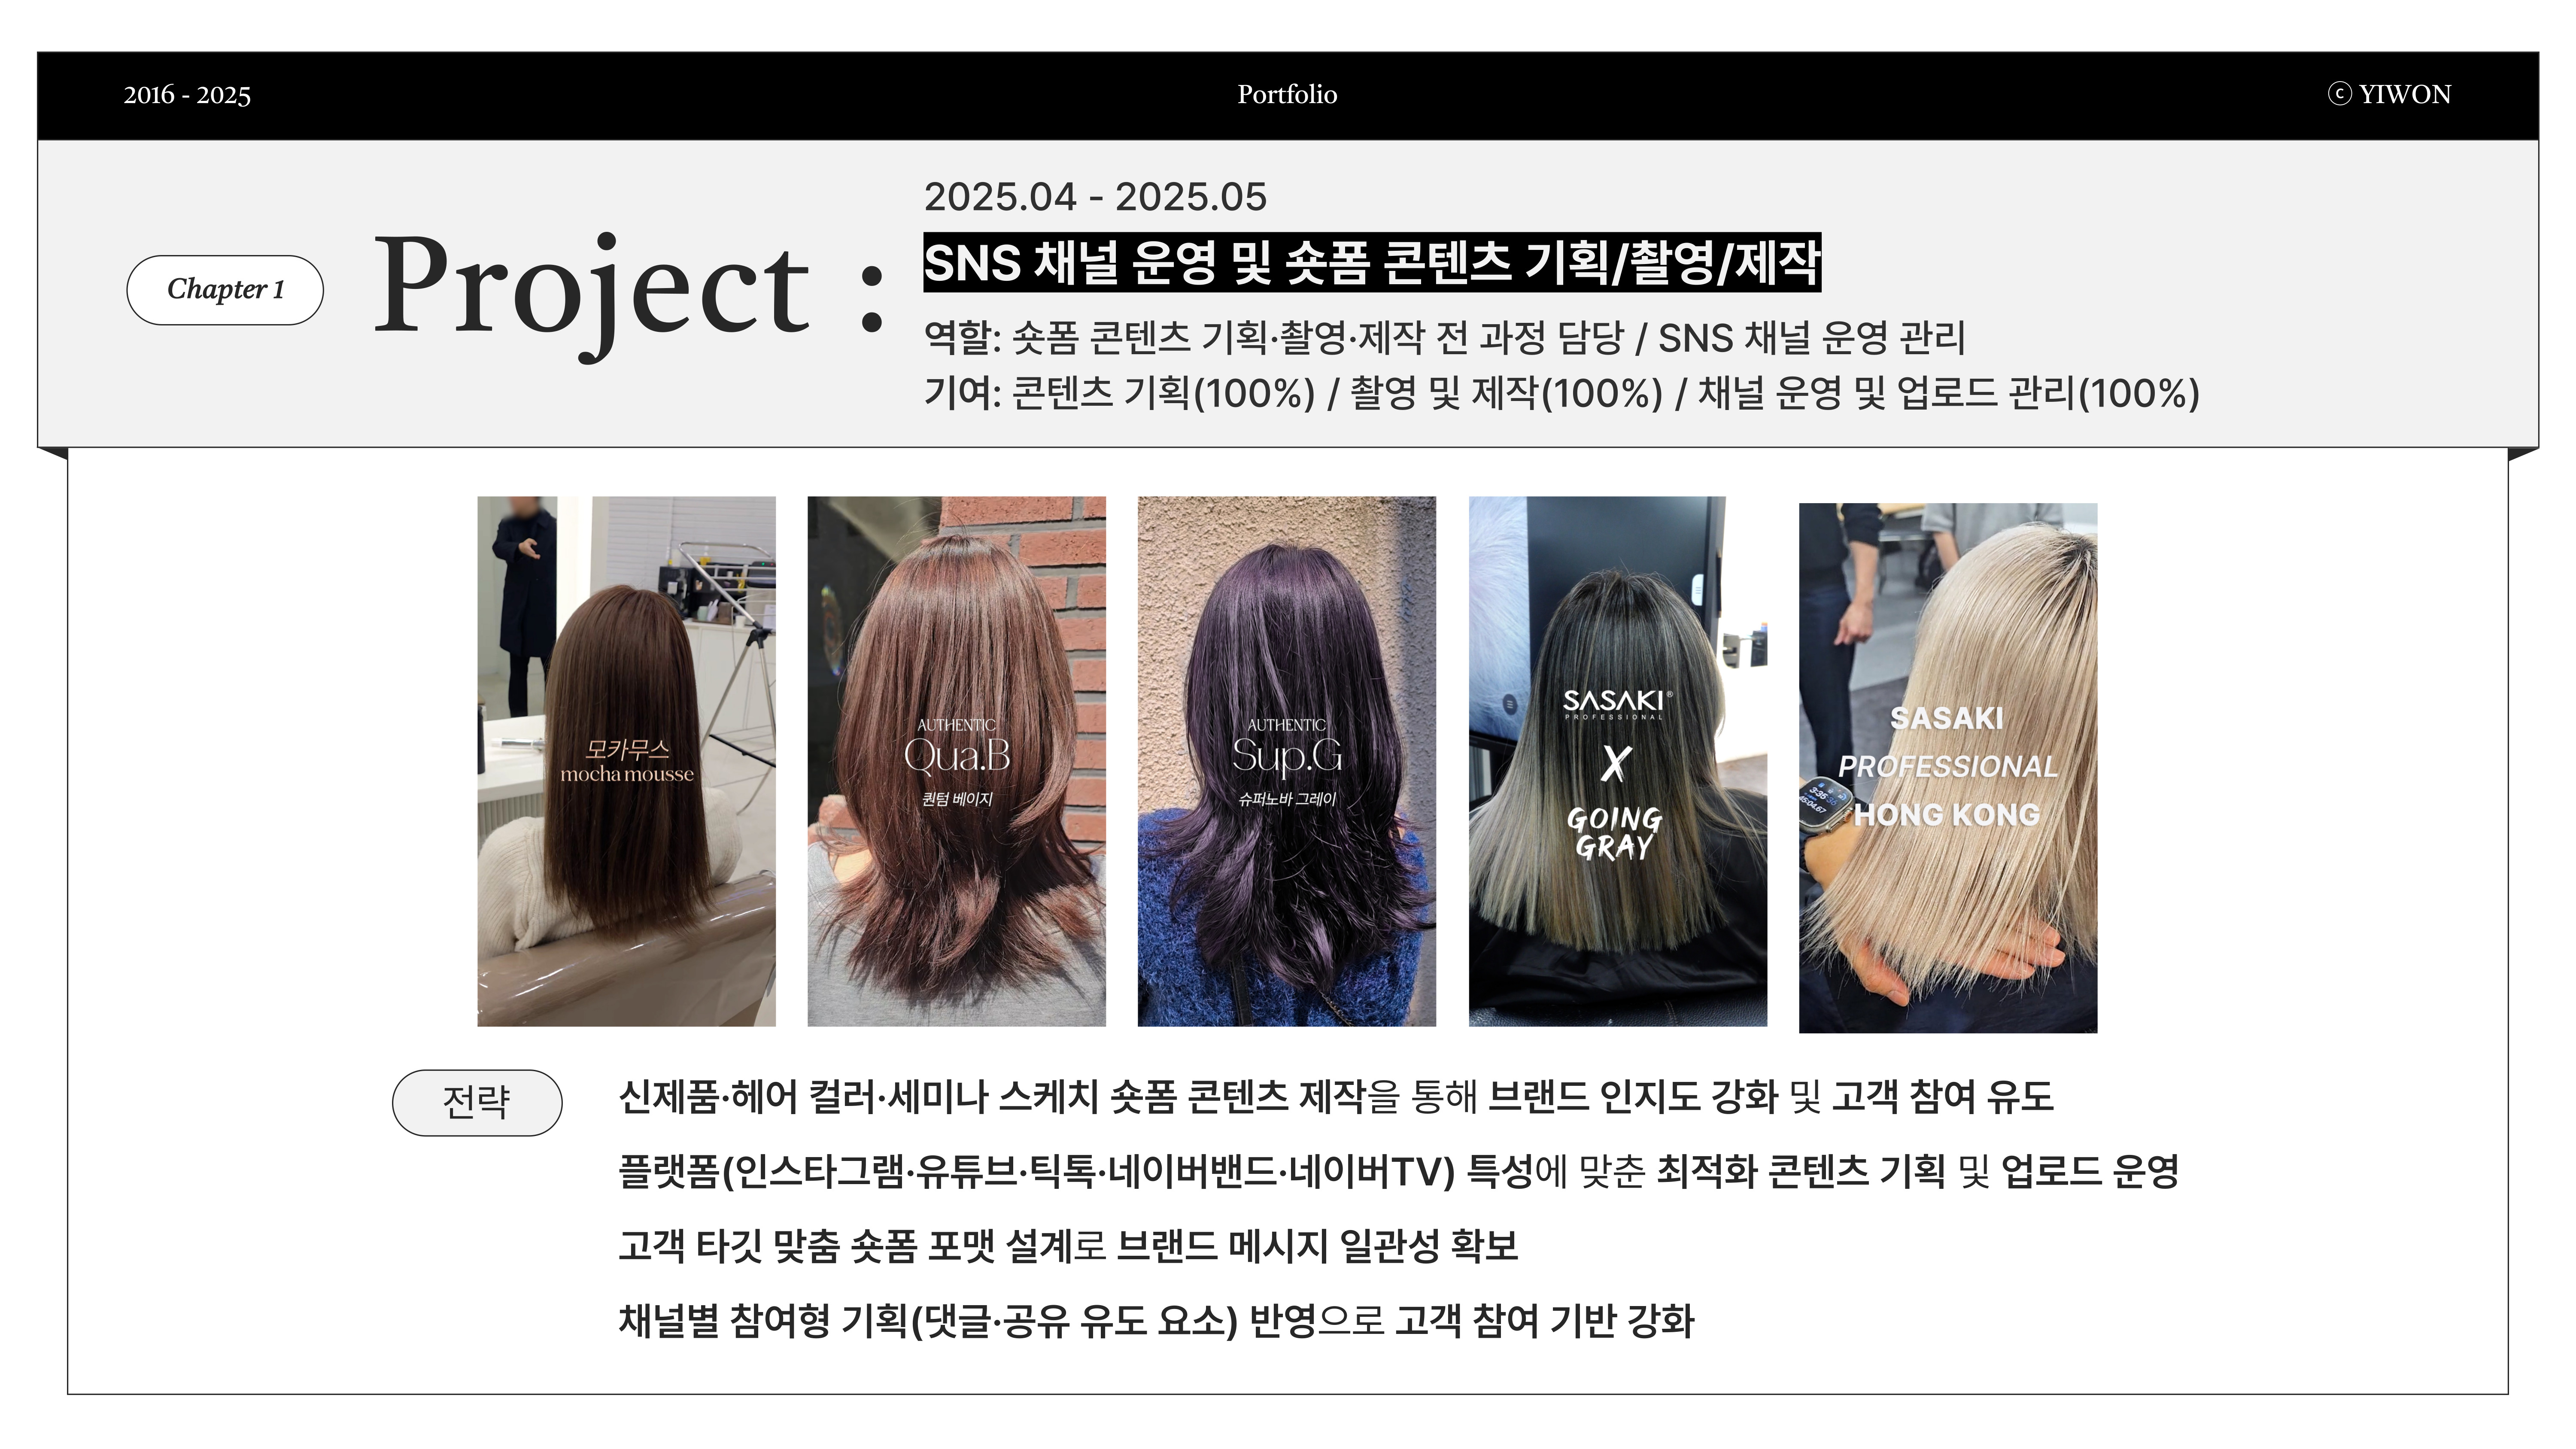 2016 - 2025
Portfolio
ⓒ YIWON
Chapter 1
Project :
2025.04 - 2025.05
SNS 채널 운영 및 숏폼 콘텐츠 기획/촬영/제작
역할: 숏폼 콘텐츠 기획·촬영·제작 전 과정 담당 / SNS 채널 운영 관리
기여: 콘텐츠 기획(100%) / 촬영 및 제작(100%) / 채널 운영 및 업로드 관리(100%)
모카무스
mocha mousse
AUTHENTIC
Qua.B
퀀텀 베이지
AUTHENTIC
Sup.G
슈퍼노바 그레이
SASAKI®
PROFESSIONAL
X
GOING
GRAY
SASAKI
PROFESSIONAL
HONG KONG
3:35
전략
신제품·헤어 컬러·세미나 스케치 숏폼 콘텐츠 제작을 통해 브랜드 인지도 강화 및 고객 참여 유도
플랫폼(인스타그램·유튜브·틱톡·네이버밴드·네이버TV) 특성에 맞춘 최적화 콘텐츠 기획 및 업로드 운영
고객 타깃 맞춤 숏폼 포맷 설계로 브랜드 메시지 일관성 확보
채널별 참여형 기획(댓글·공유 유도 요소) 반영으로 고객 참여 기반 강화